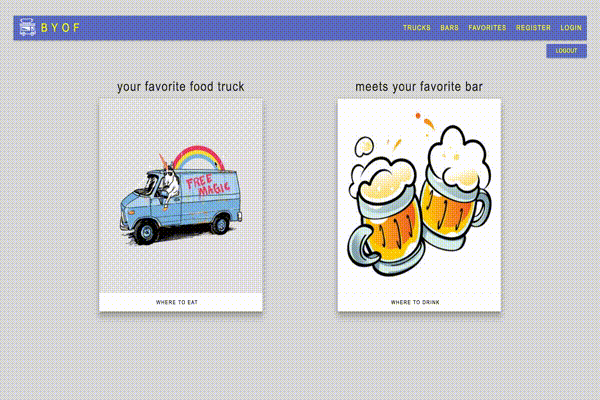 BYOF
TRUCKS BARS FAVORITES REGISTER LOGIN
LOGOUT
your favorite food truck
meets your favorite bar
FREE
MAGIC
WHERE TO EAT
WHERE TO DRINK